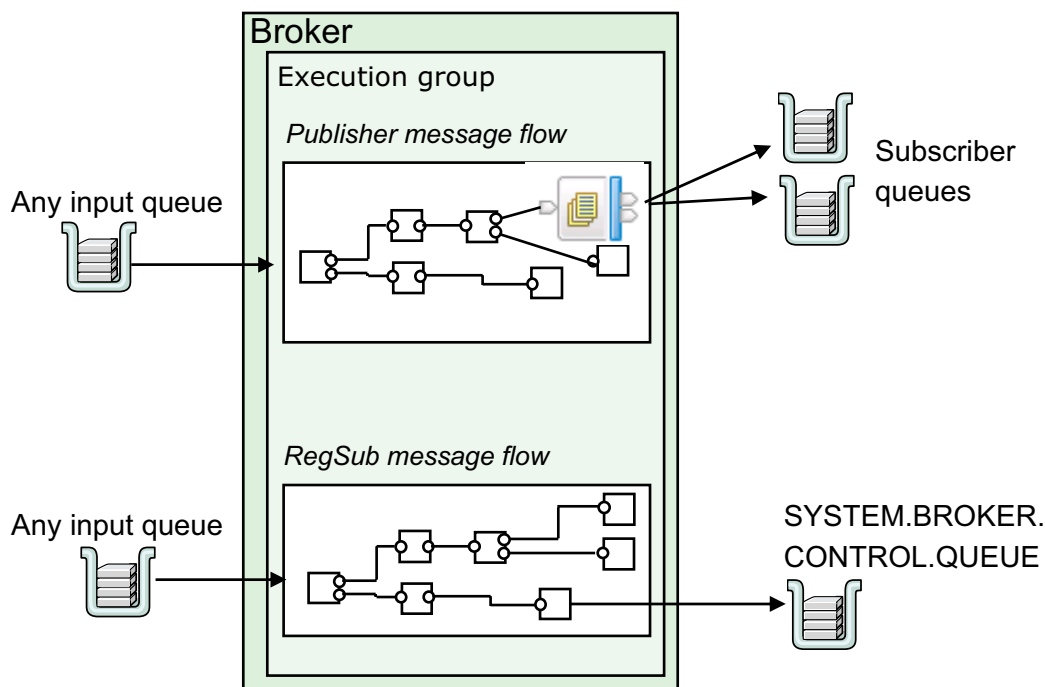 Broker
Execution group
Publisher message flow
Any input queue
Subscriber
queues
RegSub message flow
Any input queue
SYSTEM.BROKER.
CONTROL.QUEUE